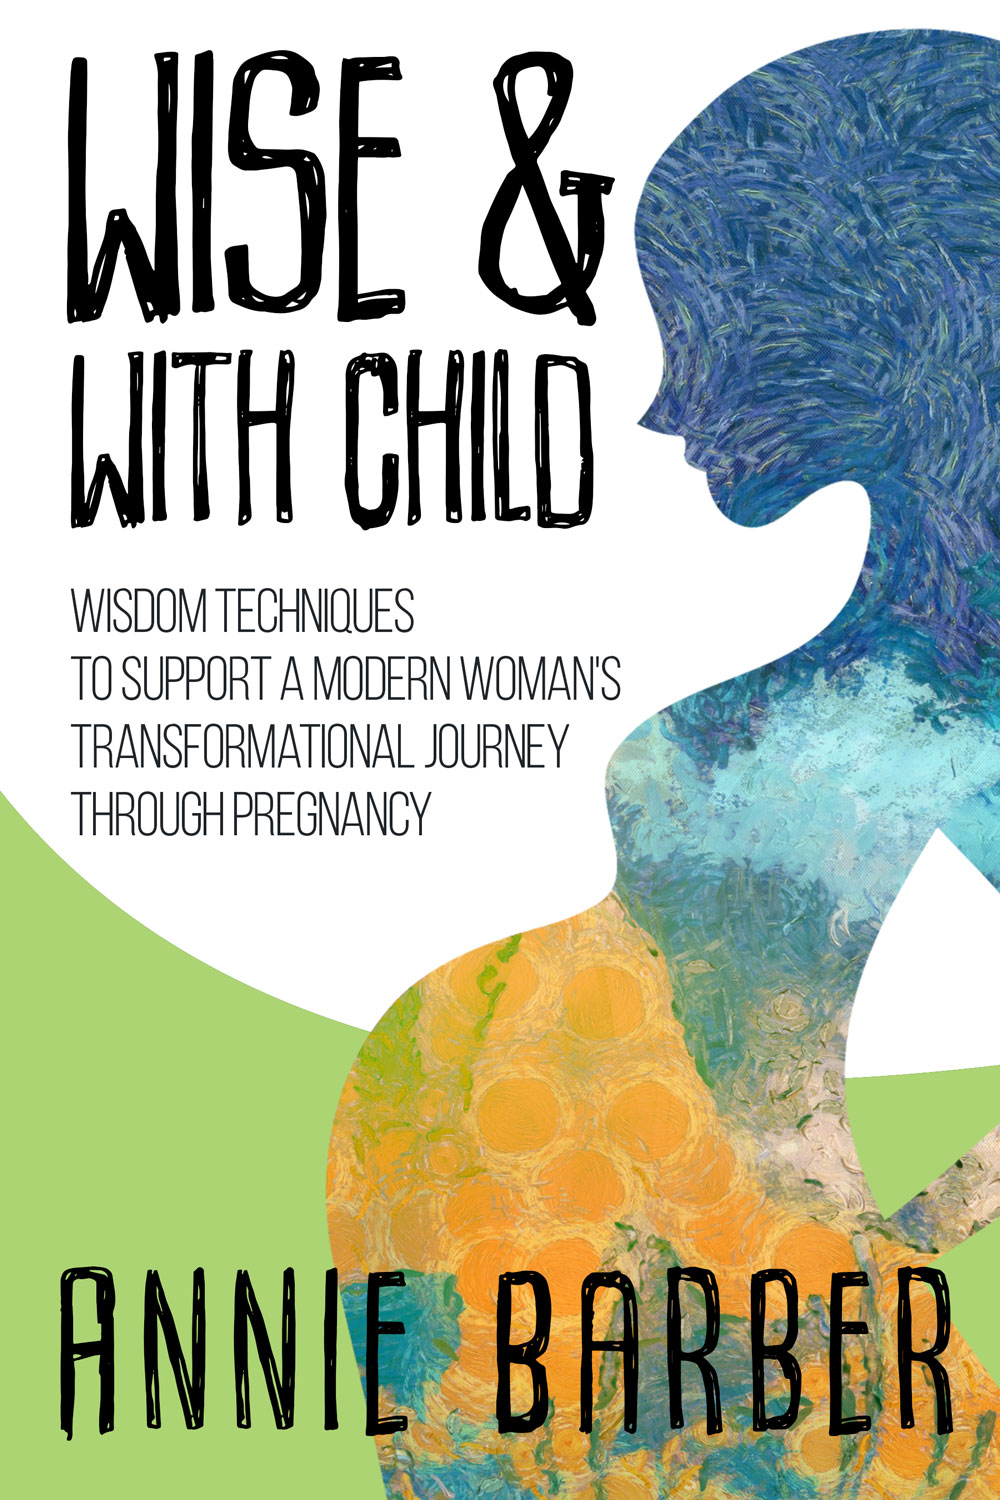 WISE &
WITH CHILD
WISDOM TECHNIQUES
TO SUPPORT A MODERN WOMAN'S
TRANSFORMATIONAL JOURNEY
THROUGH PREGNANCY
ANNIE BARBER